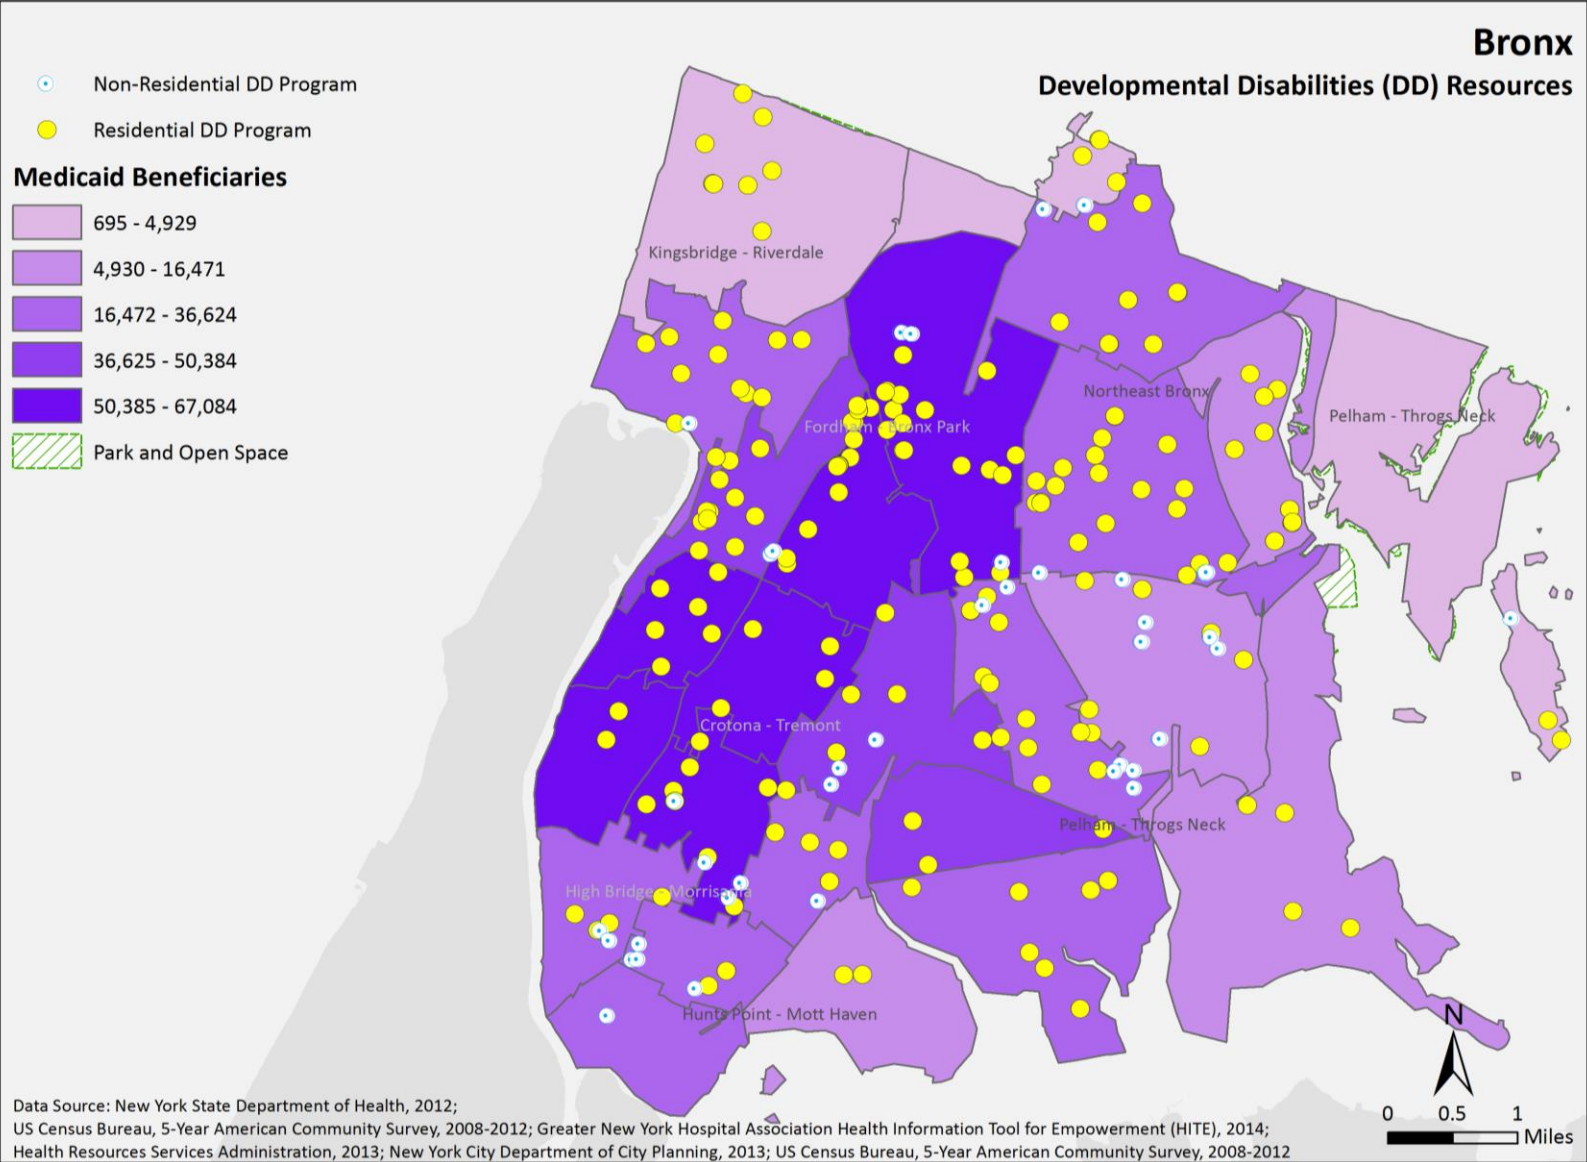 Bronx
Developmental Disabilities (DD) Resources
Non-Residential DD Program
Residential DD Program
Medicaid Beneficiaries
695 - 4,929
4,930 - 16,471
16,472 - 36,624
36,625 - 50,384
50,385 - 67,084
Park and Open Space
Kingsbridge - Riverdale
Northeast Bronx
Pelham - Throgs Neck
Fordham - Bronx Park
Crotona - Tremont
Pelham - Throgs Neck
High Bridge - Morrisania
Hunts Point - Mott Haven
N
0 0.5 1
Miles
Data Source: New York State Department of Health, 2012;
US Census Bureau, 5-Year American Community Survey, 2008-2012; Greater New York Hospital Association Health Information Tool for Empowerment (HITE), 2014;
Health Resources Services Administration, 2013; New York City Department of City Planning, 2013; US Census Bureau, 5-Year American Community Survey, 2008-2012